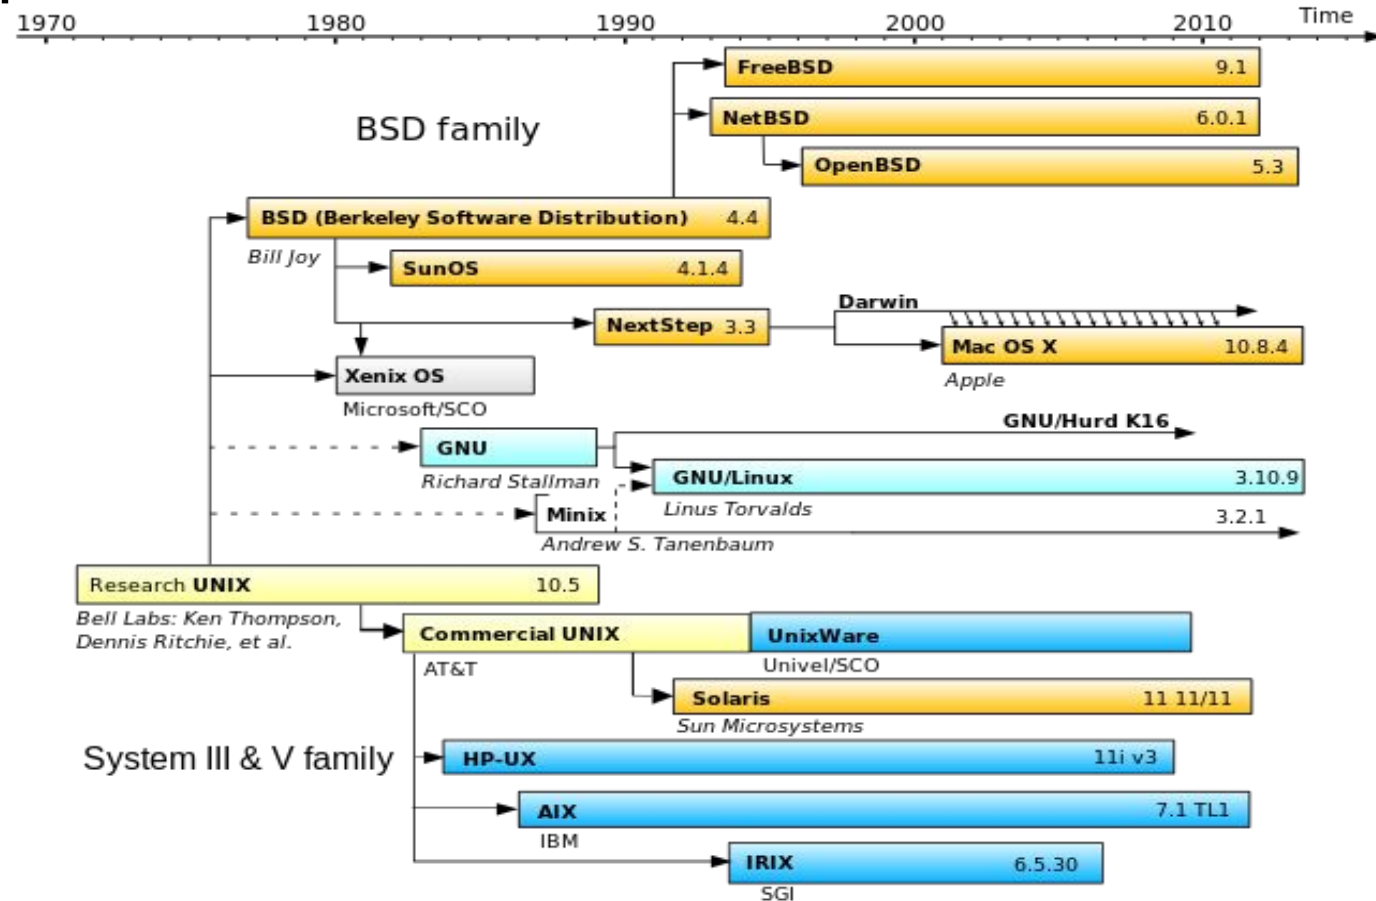 1970 1980 1990 2000 2010 Time
FreeBSD 9.1
BSD family
NetBSD 6.0.1
OpenBSD 5.3
BSD (Berkeley Software Distribution) 4.4
Bill Joy
SunOS 4.1.4
Darwin
NextStep 3.3
Mac OS X 10.8.4
Apple
Xenix OS
Microsoft/SCO
GNU/Hurd K16
GNU
Richard Stallman
GNU/Linux 3.10.9
Linus Torvalds
Minix 3.2.1
Andrew S. Tanenbaum
Research UNIX 10.5
Bell Labs: Ken Thompson,
Dennis Ritchie, et al.
Commercial UNIX
UnixWare
AT&T
Univel/SCO
Solaris 11 11/11
Sun Microsystems
System III & V family
HP-UX 11i v3
AIX 7.1 TL1
IBM
IRIX 6.5.30
SGI